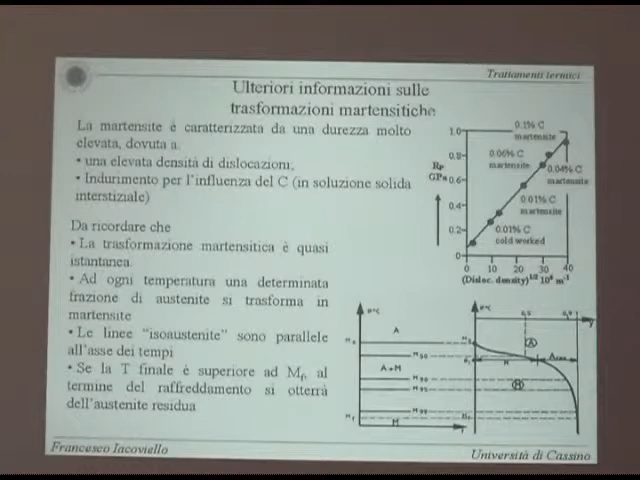 Trattamenti termici
Ulteriori informazioni sulle
trasformazioni martensitiche
La martensite è caratterizzata da una durezza molto
elevata, dovuta a:
• una elevata densità di dislocazioni;
• Indurimento per l'influenza del C (in soluzione solida
interstiziale)
Da ricordare che
• La trasformazione martensitica è quasi
istantanea.
• Ad ogni temperatura una determinata
frazione di austenite si trasforma in
martensite
• Le linee "isoaustenite" sono parallele
all'asse dei tempi
• Se la T finale è superiore ad Mf, al
termine del raffreddamento si otterrà
dell'austenite residua
0.1% C
martensite
0.06% C
martensite
0.04% C
martensite
0.01% C
martensite
0.01% C
cold worked
GPa
1.0
0.8
0.6
0.4
0.2
0
0 10 20 30 40
(Disloc. density)1/2 10^6 m^-1
A
A+M
M
A
M
Francesco Iacoviello
Università di Cassino